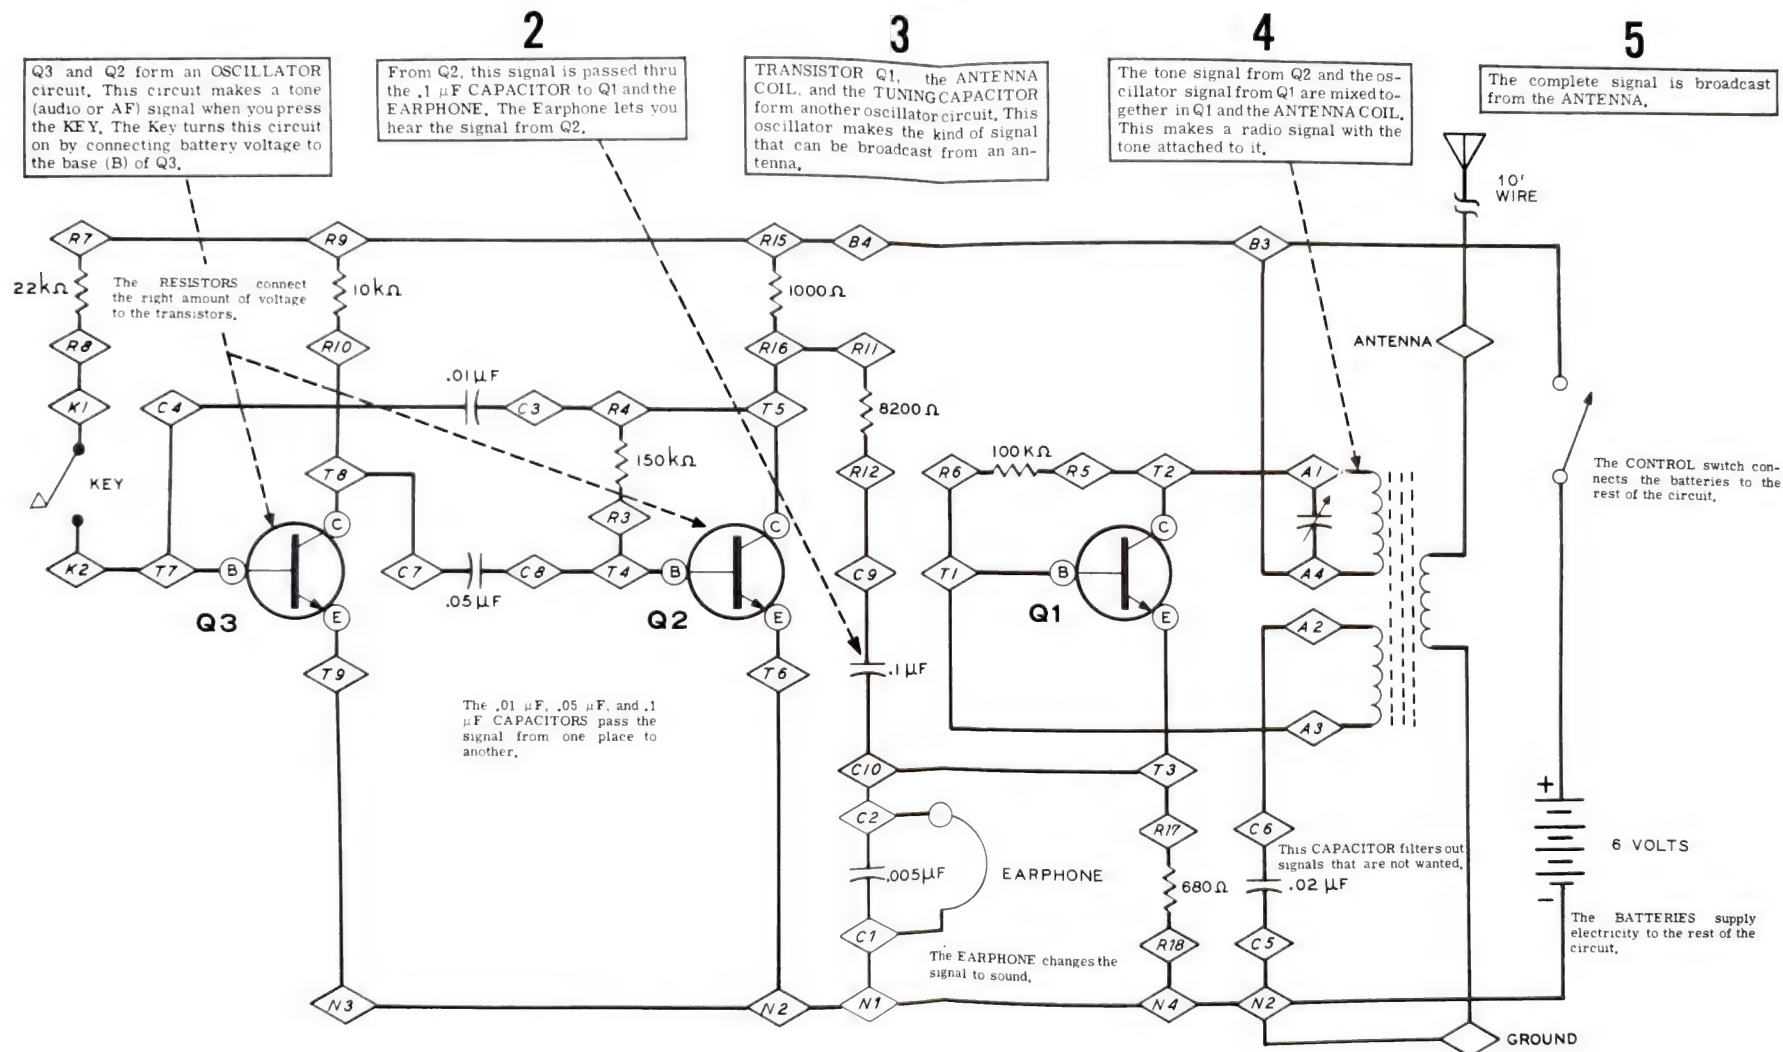 2
3
4
5
Q3 and Q2 form an OSCILLATOR
circuit. This circuit makes a tone
(audio or AF) signal when you press
the KEY. The Key turns this circuit
on by connecting battery voltage to
the base (B) of Q3.
From Q2, this signal is passed thru
the .1 µF CAPACITOR to Q1 and the
EARPHONE. The Earphone lets you
hear the signal from Q2.
TRANSISTOR Q1, the ANTENNA
COIL, and the TUNING CAPACITOR
form another oscillator circuit. This
oscillator makes the kind of signal
that can be broadcast from an an-
tenna.
The tone signal from Q2 and the os-
cillator signal from Q1 are mixed to-
gether in Q1 and the ANTENNA COIL.
This makes a radio signal with the
tone attached to it.
The complete signal is broadcast
from the ANTENNA.
10'
WIRE
R7
R9
R15
B4
B3
22kΩ
The RESISTORS connect
the right amount of voltage
to the transistors.
10kΩ
1000Ω
R8
R10
R16
R11
ANTENNA
K1
C4
.01µF
C3
R4
T5
8200Ω
KEY
T8
150kΩ
R12
R6
100KΩ
R5
T2
A1
The CONTROL switch con-
nects the batteries to the
rest of the circuit.
R3
C
C
C
K2
T7
B
C7
.05µF
C8
T4
B
C9
T1
B
A4
Q3
E
Q2
E
Q1
E
A2
T9
T6
.1µF
The .01 µF, .05 µF, and .1
µF CAPACITORS pass the
signal from one place to
another.
A3
C10
T3
+
C2
R17
C6
6 VOLTS
This CAPACITOR filters out
signals that are not wanted.
.005µF
EARPHONE
680Ω
.02µF
-
The BATTERIES supply
electricity to the rest of the
circuit.
C1
R18
C5
The EARPHONE changes the
signal to sound.
N3
N2
N1
N4
N2
GROUND